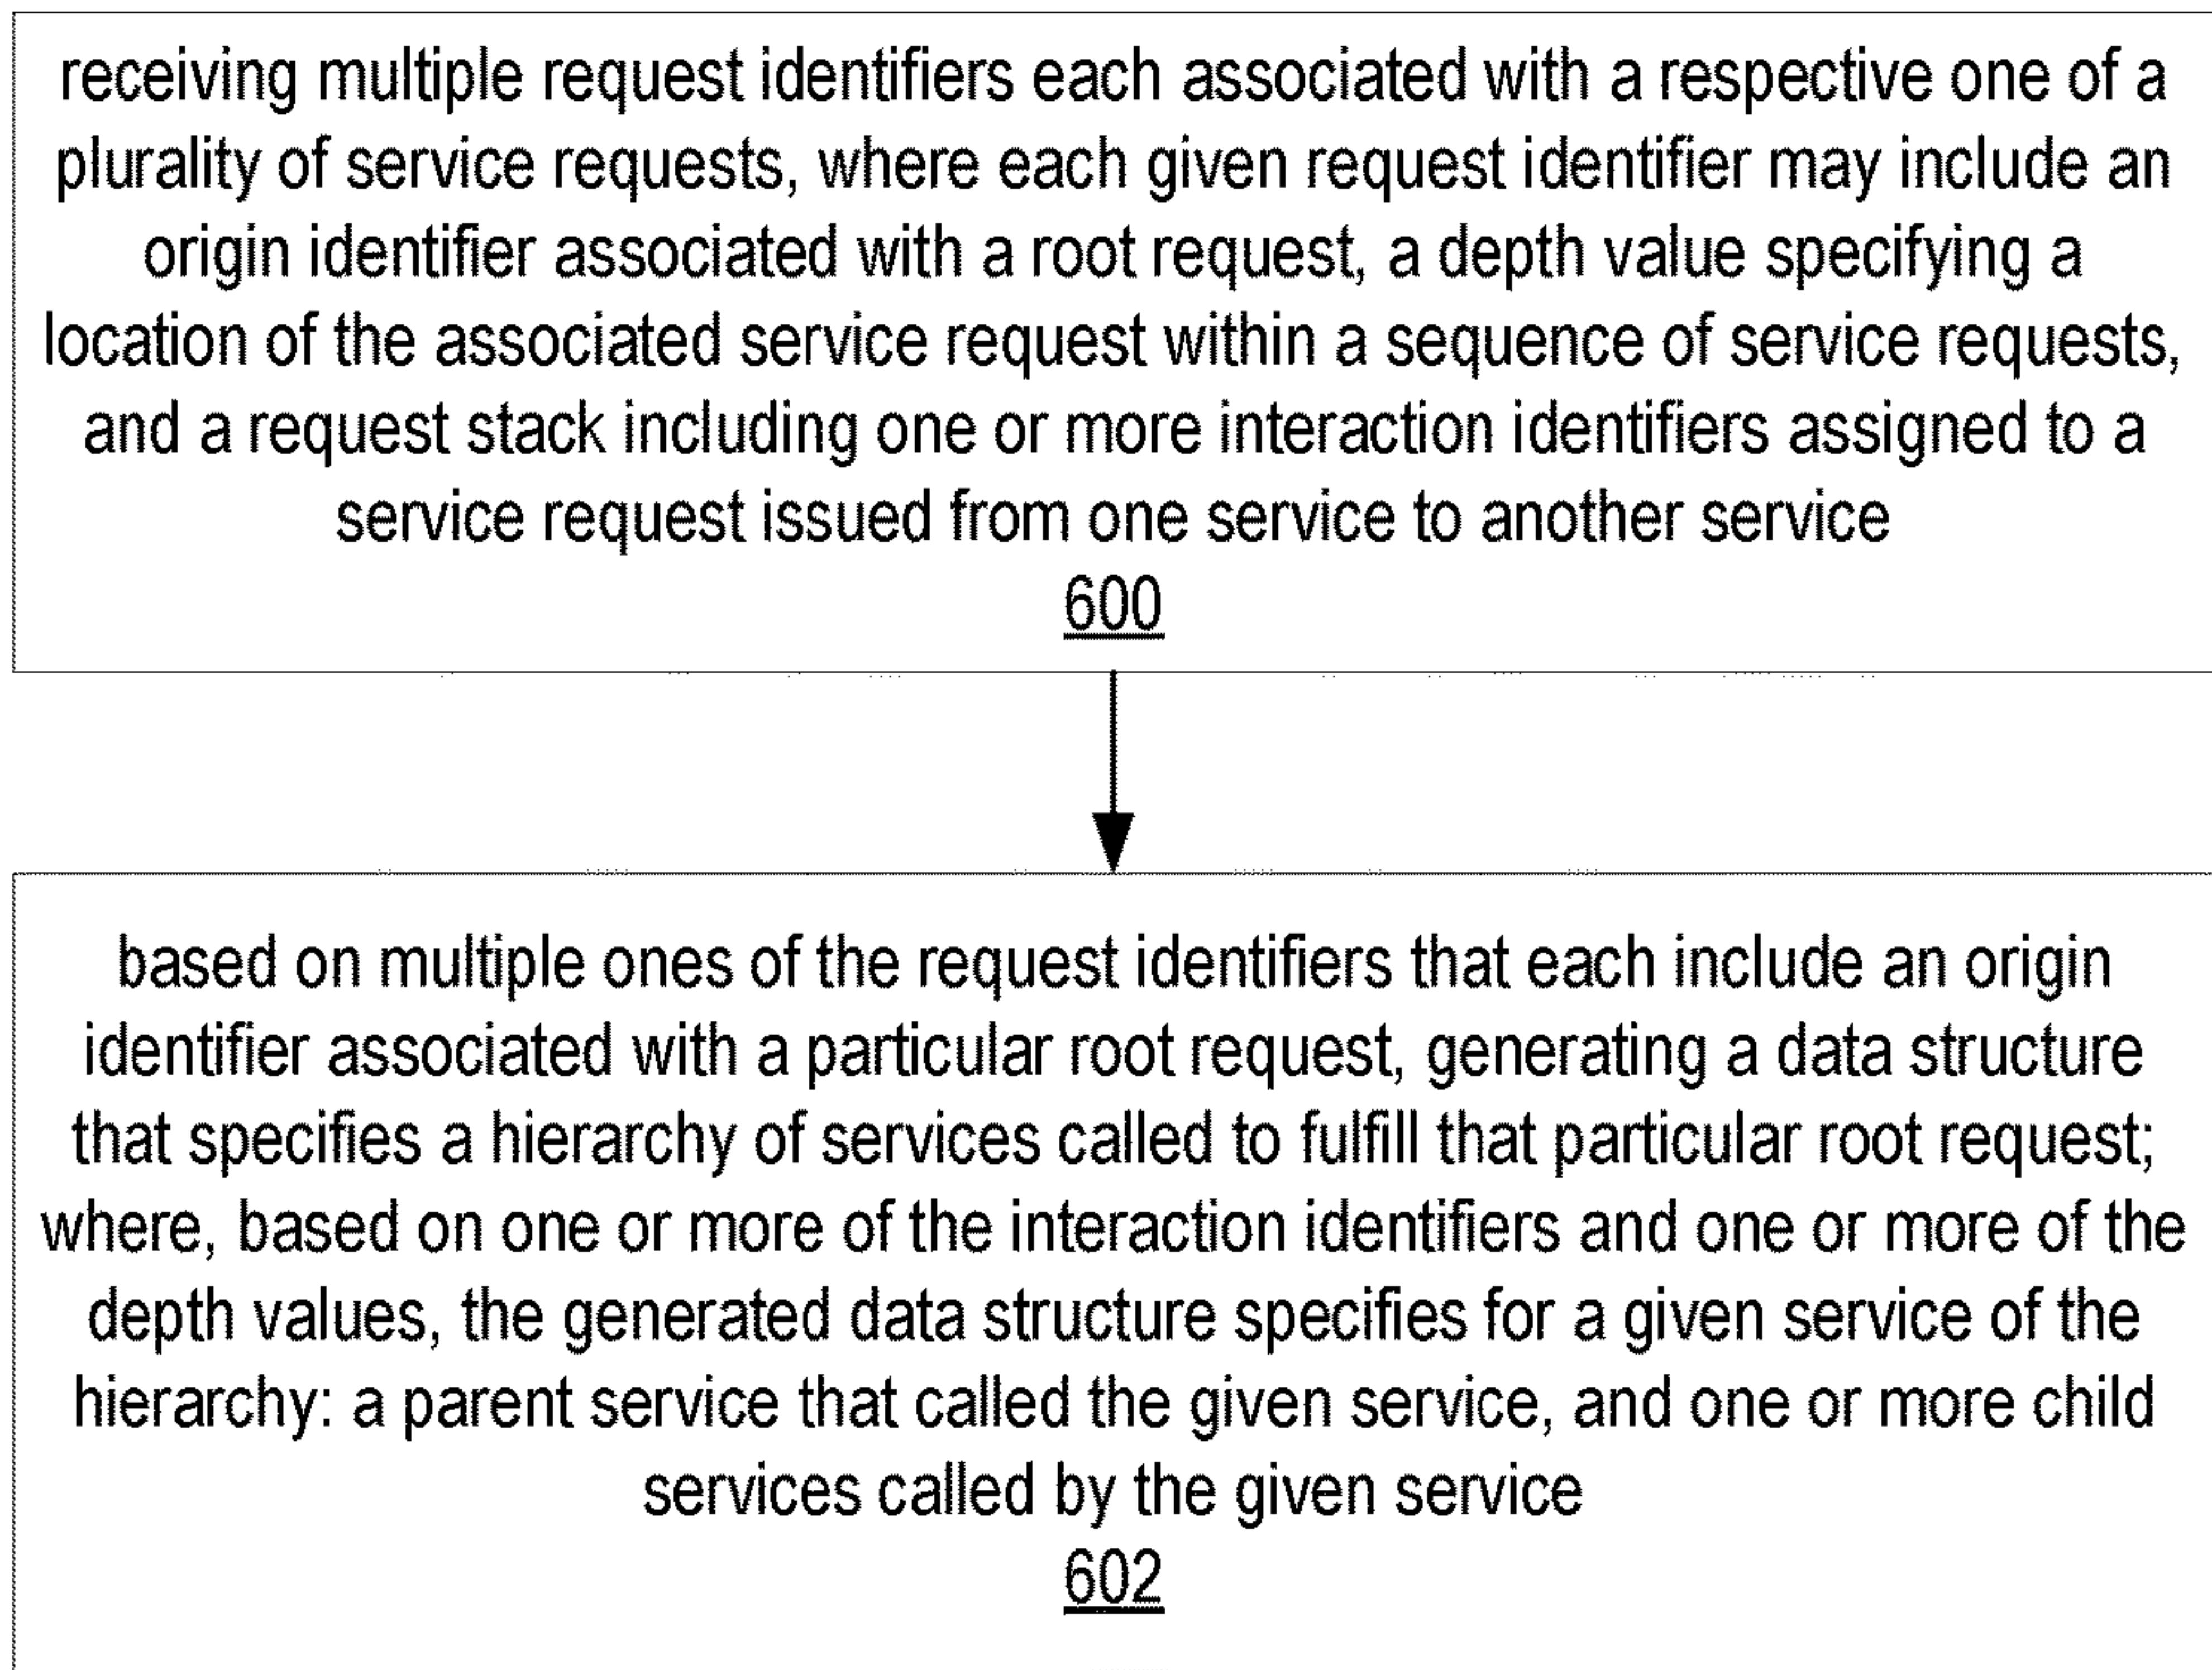 receiving multiple request identifiers each associated with a respective one of a
plurality of service requests, where each given request identifier may include an
origin identifier associated with a root request, a depth value specifying a
location of the associated service request within a sequence of service requests,
and a request stack including one or more interaction identifiers assigned to a
service request issued from one service to another service
600
based on multiple ones of the request identifiers that each include an origin
identifier associated with a particular root request, generating a data structure
that specifies a hierarchy of services called to fulfill that particular root request;
where, based on one or more of the interaction identifiers and one or more of the
depth values, the generated data structure specifies for a given service of the
hierarchy: a parent service that called the given service, and one or more child
services called by the given service
602